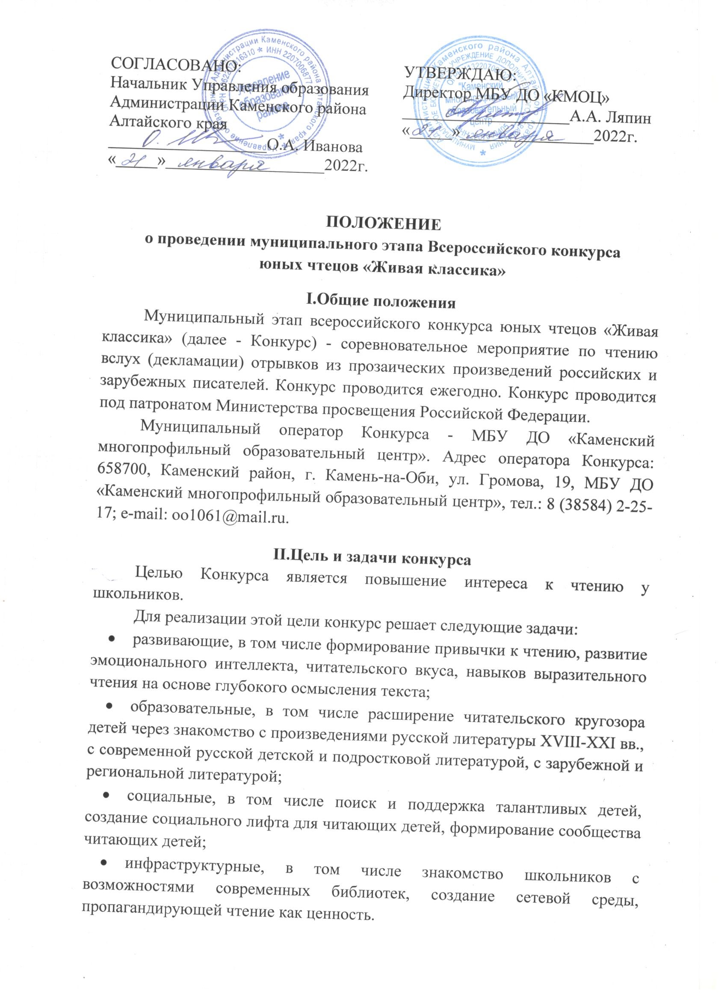 СОГЛАСОВАНО:
Начальник Управления образования
Администрации Каменского района
Алтайского края
О.А. Иванова
«21» января 2022г.
УТВЕРЖДАЮ:
Директор МБУ ДО «КМОЦ»
А.А. Ляпин
«21» января 2022г.
Управление
образования
района
ИНН 2207006877
"Каменский
многопрофильный
образовательный
центр"
ПОЛОЖЕНИЕ
о проведении муниципального этапа Всероссийского конкурса
юных чтецов «Живая классика»
I.Общие положения
Муниципальный этап всероссийского конкурса юных чтецов «Живая
классика» (далее - Конкурс) - соревновательное мероприятие по чтению
вслух (декламации) отрывков из прозаических произведений российских и
зарубежных писателей. Конкурс проводится ежегодно. Конкурс проводится
под патронатом Министерства просвещения Российской Федерации.
Муниципальный оператор Конкурса - МБУ ДО «Каменский
многопрофильный образовательный центр». Адрес оператора Конкурса:
658700, Каменский район, г. Камень-на-Оби, ул. Громова, 19, МБУ ДО
«Каменский многопрофильный образовательный центр», тел.: 8 (38584) 2-25-
17; e-mail: oo1061@mail.ru.
II.Цель и задачи конкурса
Целью Конкурса является повышение интереса к чтению у
школьников.
Для реализации этой цели конкурс решает следующие задачи:
• развивающие, в том числе формирование привычки к чтению, развитие
эмоционального интеллекта, читательского вкуса, навыков выразительного
чтения на основе глубокого осмысления текста;
• образовательные, в том числе расширение читательского кругозора
детей через знакомство с произведениями русской литературы XVIII-XXI вв.,
с современной русской детской и подростковой литературой, с зарубежной и
региональной литературой;
• социальные, в том числе поиск и поддержка талантливых детей,
создание социального лифта для читающих детей, формирование сообщества
читающих детей;
• инфраструктурные, в том числе знакомство школьников с
возможностями современных библиотек, создание сетевой среды,
пропагандирующей чтение как ценность.